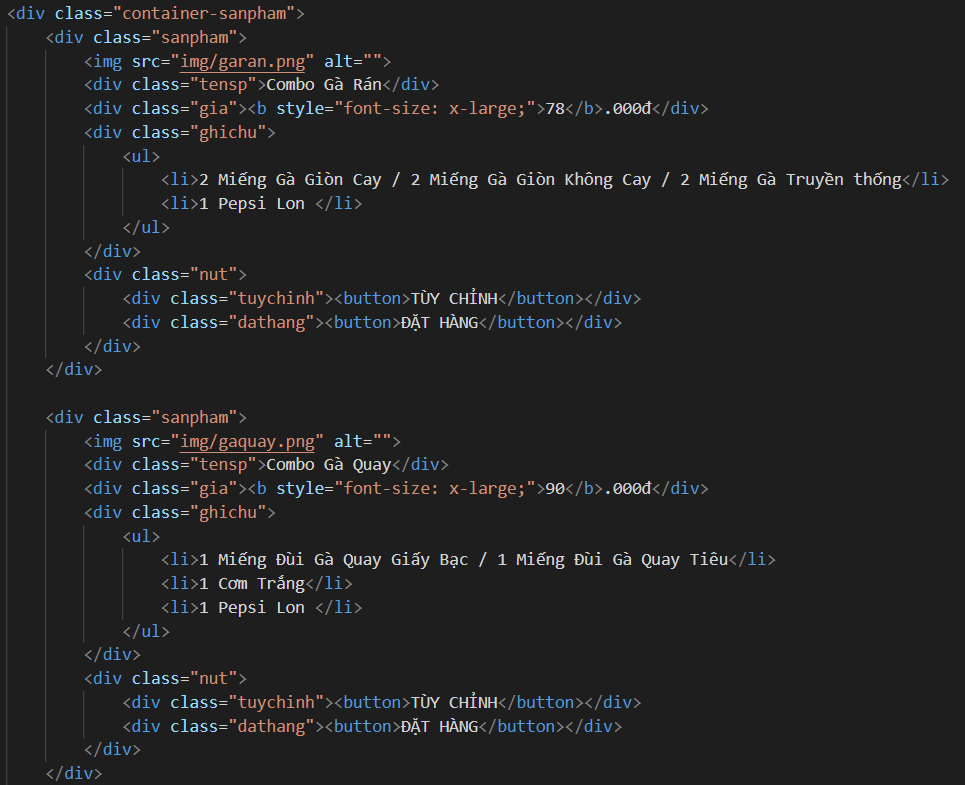 <div class="container-sanpham">
    <div class="sanpham">
        <img src="img/garan.png" alt="">
        <div class="tensp">Combo Gà Rán</div>
        <div class="gia"><b style="font-size: x-large;">78</b>.000đ</div>
        <div class="ghichu">
            <ul>
                <li>2 Miếng Gà Giòn Cay / 2 Miếng Gà Giòn Không Cay / 2 Miếng Gà Truyền thống</li>
                <li>1 Pepsi Lon </li>
            </ul>
        </div>
        <div class="nut">
            <div class="tuychinh"><button>TÙY CHỈNH</button></div>
            <div class="dathang"><button>ĐẶT HÀNG</button></div>
        </div>
    </div>

    <div class="sanpham">
        <img src="img/gaquay.png" alt="">
        <div class="tensp">Combo Gà Quay</div>
        <div class="gia"><b style="font-size: x-large;">90</b>.000đ</div>
        <div class="ghichu">
            <ul>
                <li>1 Miếng Đùi Gà Quay Giấy Bạc / 1 Miếng Đùi Gà Quay Tiêu</li>
                <li>1 Cơm Trắng</li>
                <li>1 Pepsi Lon </li>
            </ul>
        </div>
        <div class="nut">
            <div class="tuychinh"><button>TÙY CHỈNH</button></div>
            <div class="dathang"><button>ĐẶT HÀNG</button></div>
        </div>
    </div>